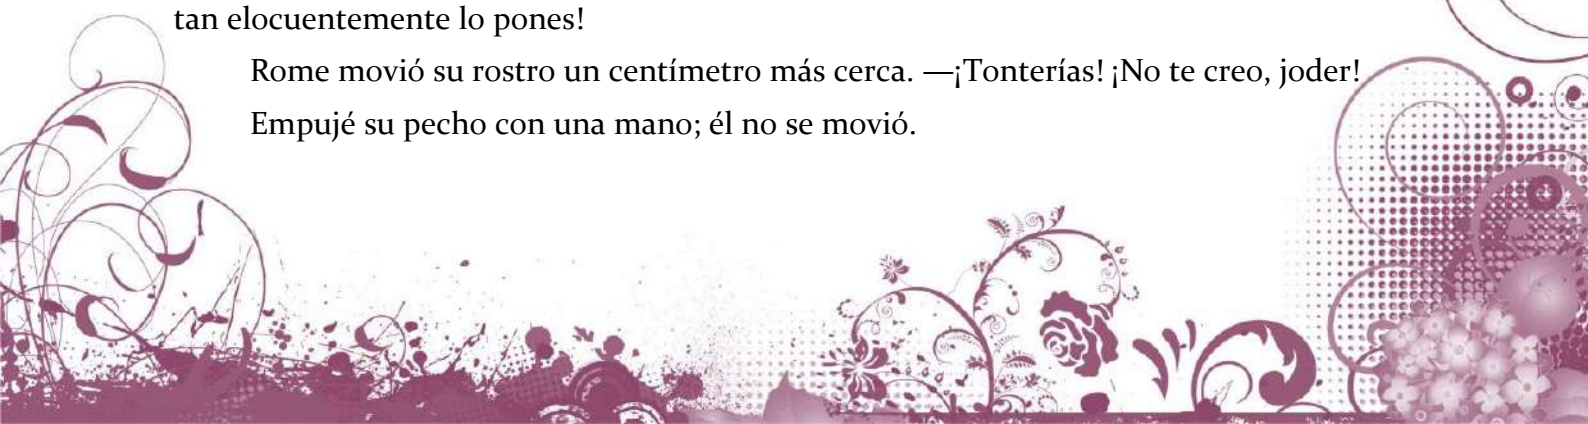 tan elocuentemente lo pones!
Rome movió su rostro un centímetro más cerca. —¡Tonterías! ¡No te creo, joder!
Empujé su pecho con una mano; él no se movió.